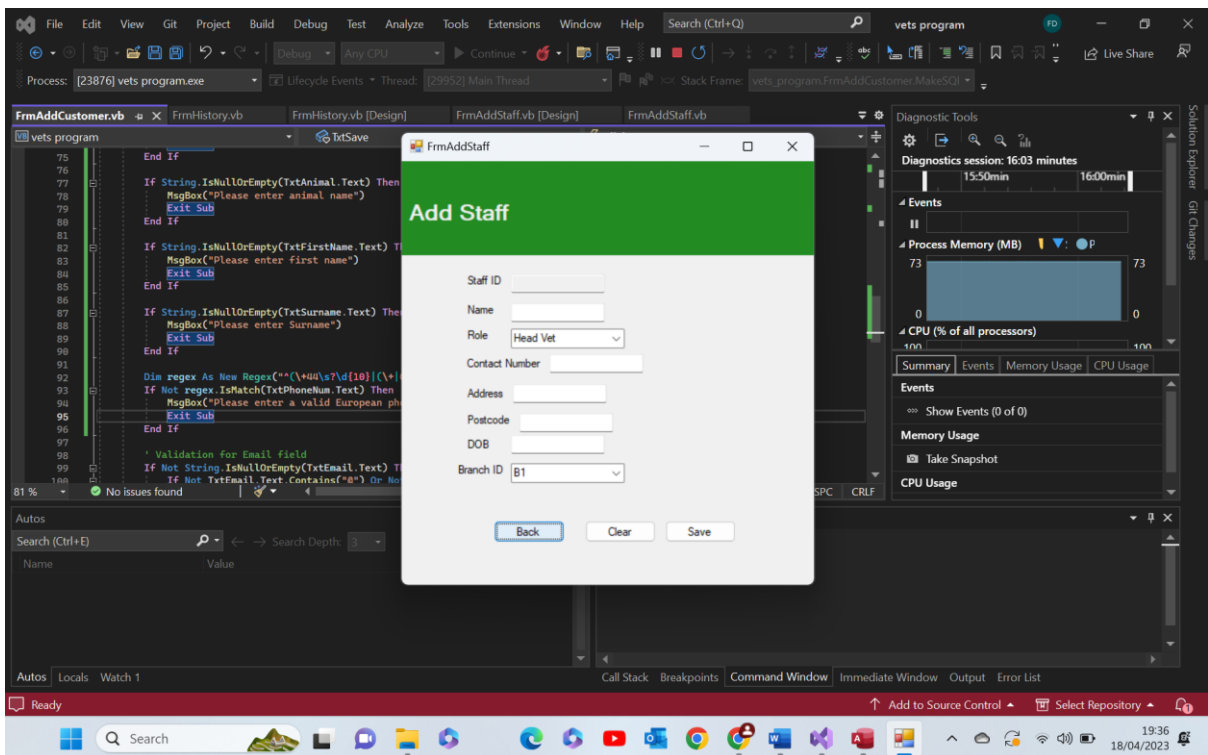 File Edit View Git Project Build Debug Test Analyze Tools Extensions Window Help Search (Ctrl+Q) vets program FD
Debug Any CPU Continue Live Share
Process: [23876] vets program.exe Lifecycle Events Thread: [29952] Main Thread Stack Frame: vets_program.FrmAddCustomer.MakeSQl
FrmAddCustomer.vb FrmHistory.vb FrmHistory.vb [Design] FrmAddStaff.vb [Design] FrmAddStaff.vb
vets program TxtSave
75 End If
76
77 If String.IsNullOrEmpty(TxtAnimal.Text) Then
78 MsgBox("Please enter animal name")
79 Exit Sub
80 End If
81
82 If String.IsNullOrEmpty(TxtFirstName.Text) T
83 MsgBox("Please enter first name")
84 Exit Sub
85 End If
86
87 If String.IsNullOrEmpty(TxtSurname.Text) The
88 MsgBox("Please enter Surname")
89 Exit Sub
90 End If
91
92 Dim regex As New Regex("^(\+44\s?\d{10}|(\+|
93 If Not regex.IsMatch(TxtPhoneNum.Text) Then
94 MsgBox("Please enter a valid European ph
95 Exit Sub
96 End If
97
98 ' Validation for Email field
99 If Not String.IsNullOrEmpty(TxtEmail.Text) T
100 If Not TxtEmail.Text.Contains("@") Or No
81 % No issues found SPC CRLF
FrmAddStaff
Add Staff
Staff ID
Name
Role Head Vet
Contact Number
Address
Postcode
DOB
Branch ID B1
Back Clear Save
Diagnostic Tools
Diagnostics session: 16:03 minutes
15:50min 16:00min
Events
Process Memory (MB) P
73 73
0 0
CPU (% of all processors)
100 100
Summary Events Memory Usage CPU Usage
Events
Show Events (0 of 0)
Memory Usage
Take Snapshot
CPU Usage
Solution Explorer
Git Changes
Autos
Search (Ctrl+E) Search Depth: 3
Name Value
Autos Locals Watch 1
Call Stack Breakpoints Command Window Immediate Window Output Error List
Ready Add to Source Control Select Repository
Search 19:36
18/04/2023